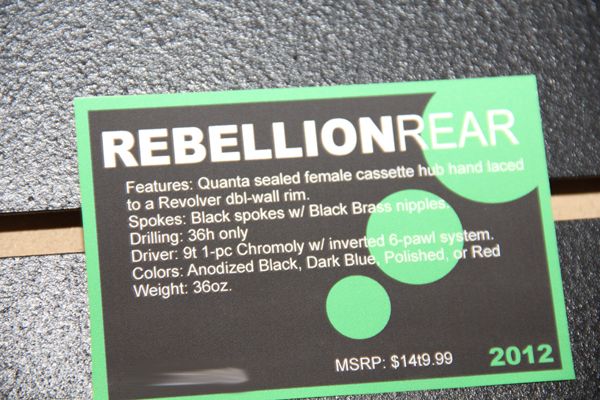 REBELLIONREAR
Features: Quanta sealed female cassette hub hand laced
to a Revolver dbl-wall rim.
Spokes: Black spokes w/ Black Brass nipples.
Drilling: 36h only
Driver: 9t 1-pc Chromoly w/ inverted 6-pawl system.
Colors: Anodized Black, Dark Blue, Polished, or Red
Weight: 36oz.
MSRP: $14t9.99
2012